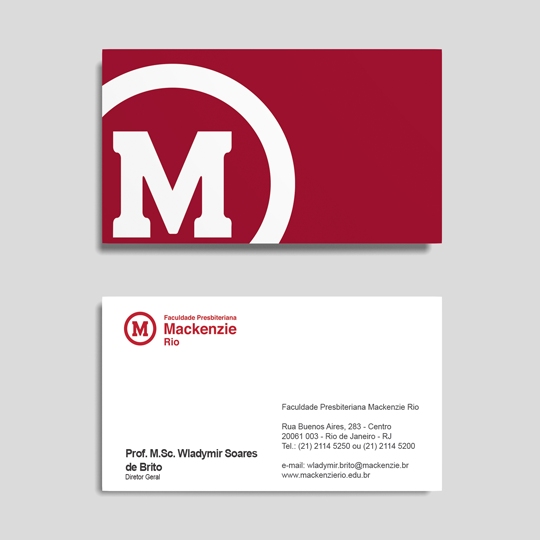 M
M
Faculdade Presbiteriana
Mackenzie
Rio
Prof. M.Sc. Wladymir Soares
de Brito
Diretor Geral
Faculdade Presbiteriana Mackenzie Rio
Rua Buenos Aires, 283 - Centro
20061 003 - Rio de Janeiro - RJ
Tel.: (21) 2114 5250 ou (21) 2114 5200
e-mail: wladymir.brito@mackenzie.br
www.mackenzierio.edu.br